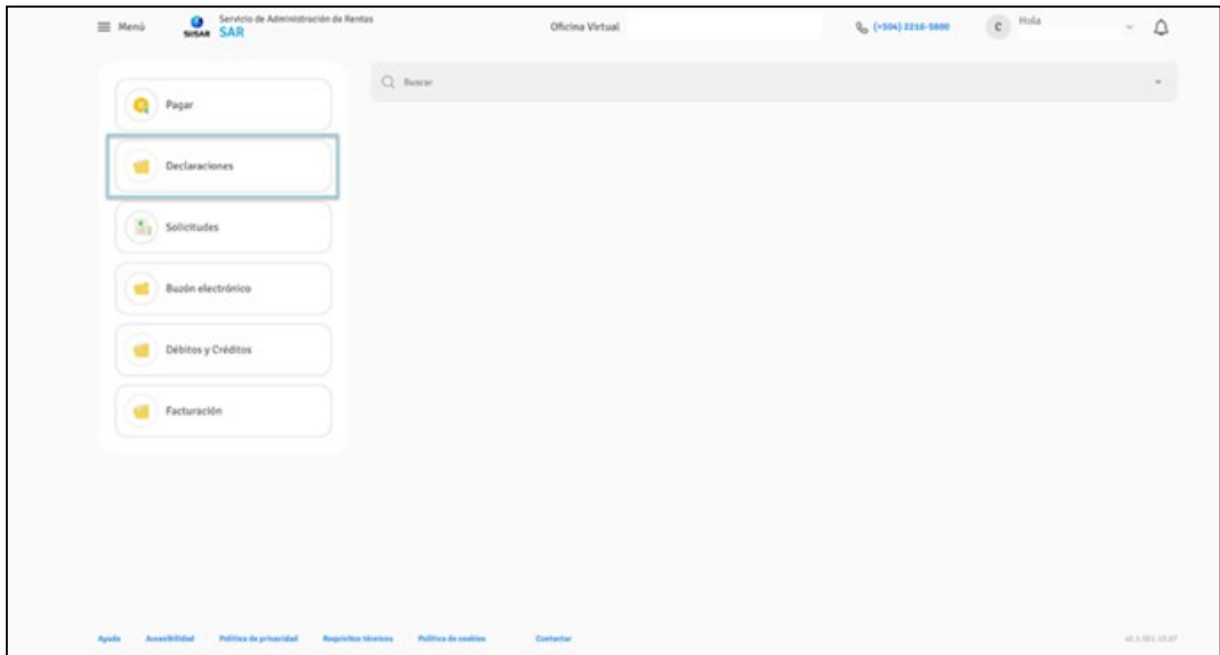 Menú
SIISAR
Servicio de Administración de Rentas
SAR
Oficina Virtual
(+504) 2216-5800
C
Hola
Buscar
Pagar
Declaraciones
Solicitudes
Buzón electrónico
Débitos y Créditos
Facturación
Ayuda Accesibilidad Política de privacidad Requisitos técnicos Política de cookies Contactar